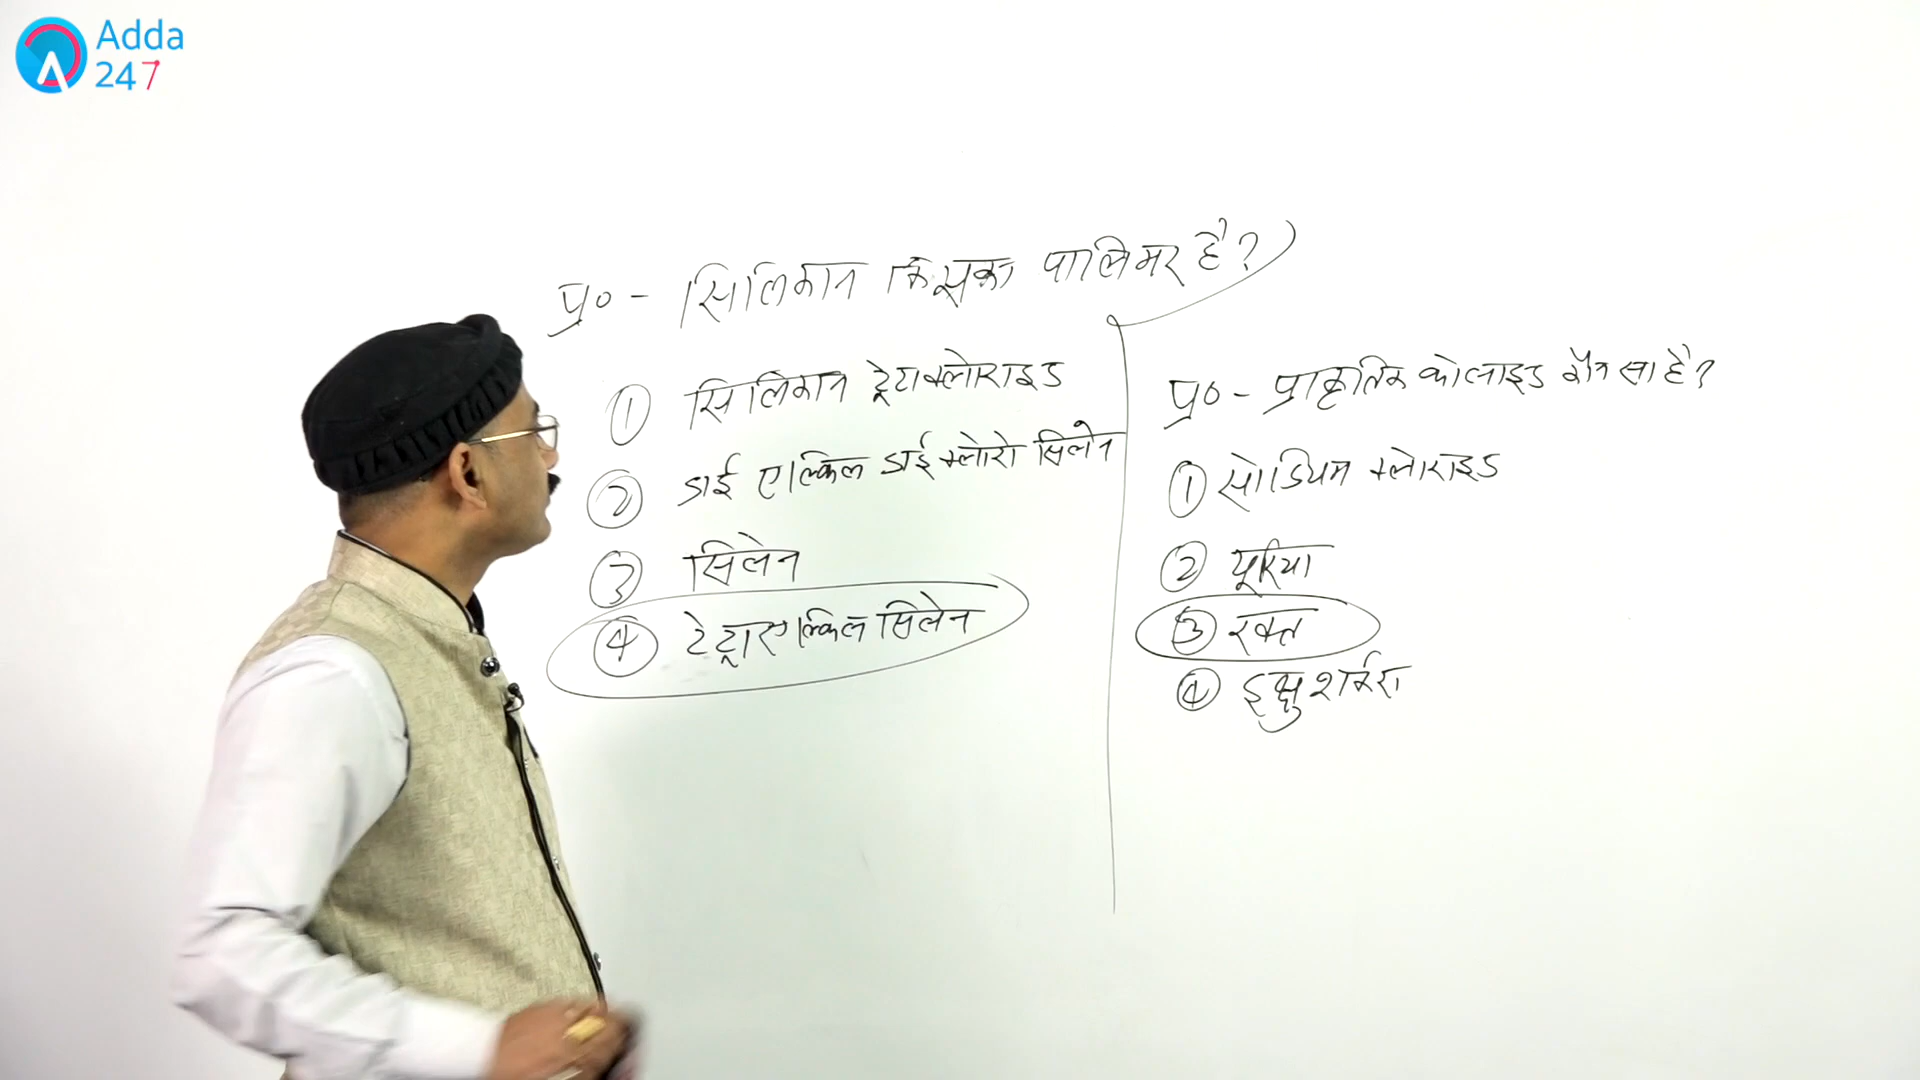 Adda
247
प्र० - सिलिकान किसका पालिमर है?
① सिलिकान टेट्राक्लोराइड
② डाई एल्किल डाईक्लोरो सिलेन
③ सिलेन
④ टेट्राएल्किल सिलेन
प्र० - प्राकृतिक कोलाइड कौन सा है?
① सोडियम क्लोराइड
② यूरिया
③ रक्त
④ इक्षु शर्करा